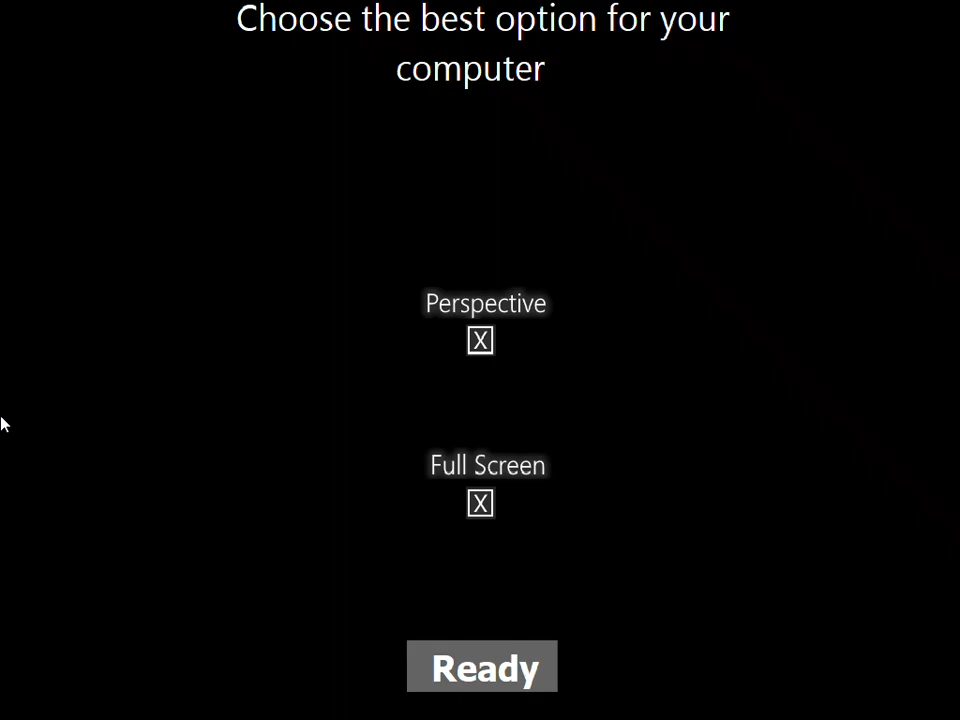 Choose the best option for your
computer
Perspective
X
Full Screen
X
Ready